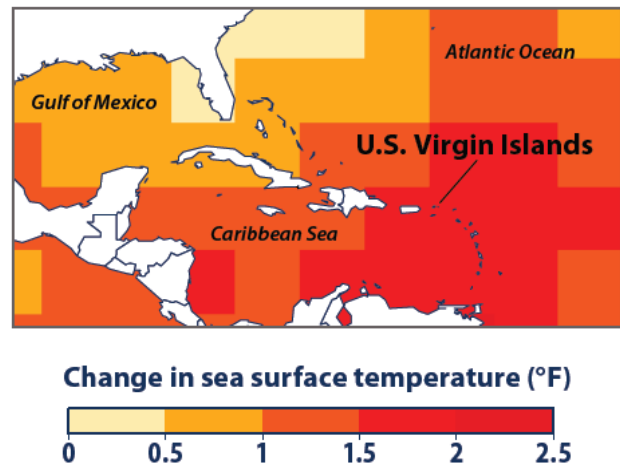 Atlantic Ocean
Gulf of Mexico
U.S. Virgin Islands
Caribbean Sea
Change in sea surface temperature (°F)
0 0.5 1 1.5 2 2.5